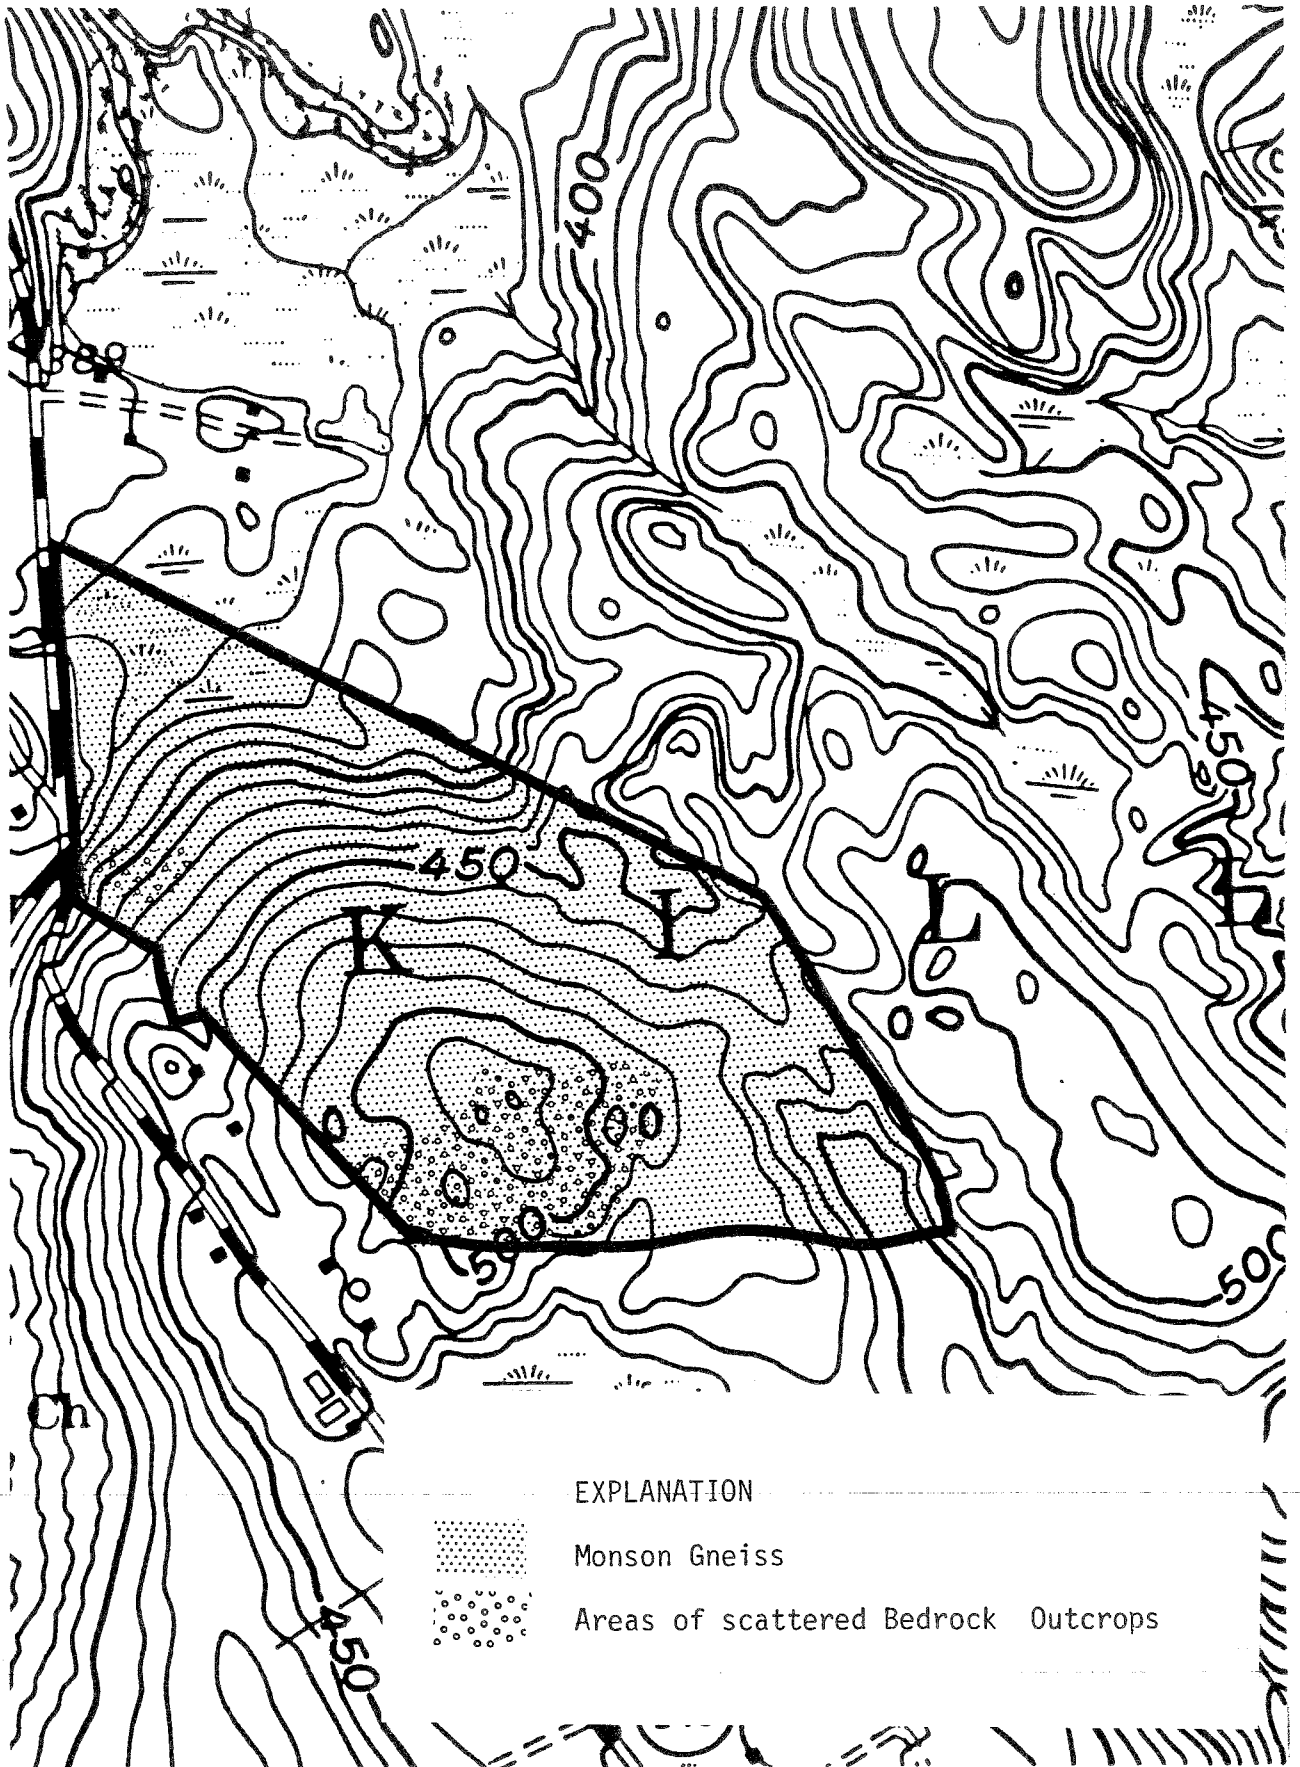 400
450
450
K I L L
500
500
Ch
EXPLANATION
Monson Gneiss
Areas of scattered Bedrock Outcrops
450